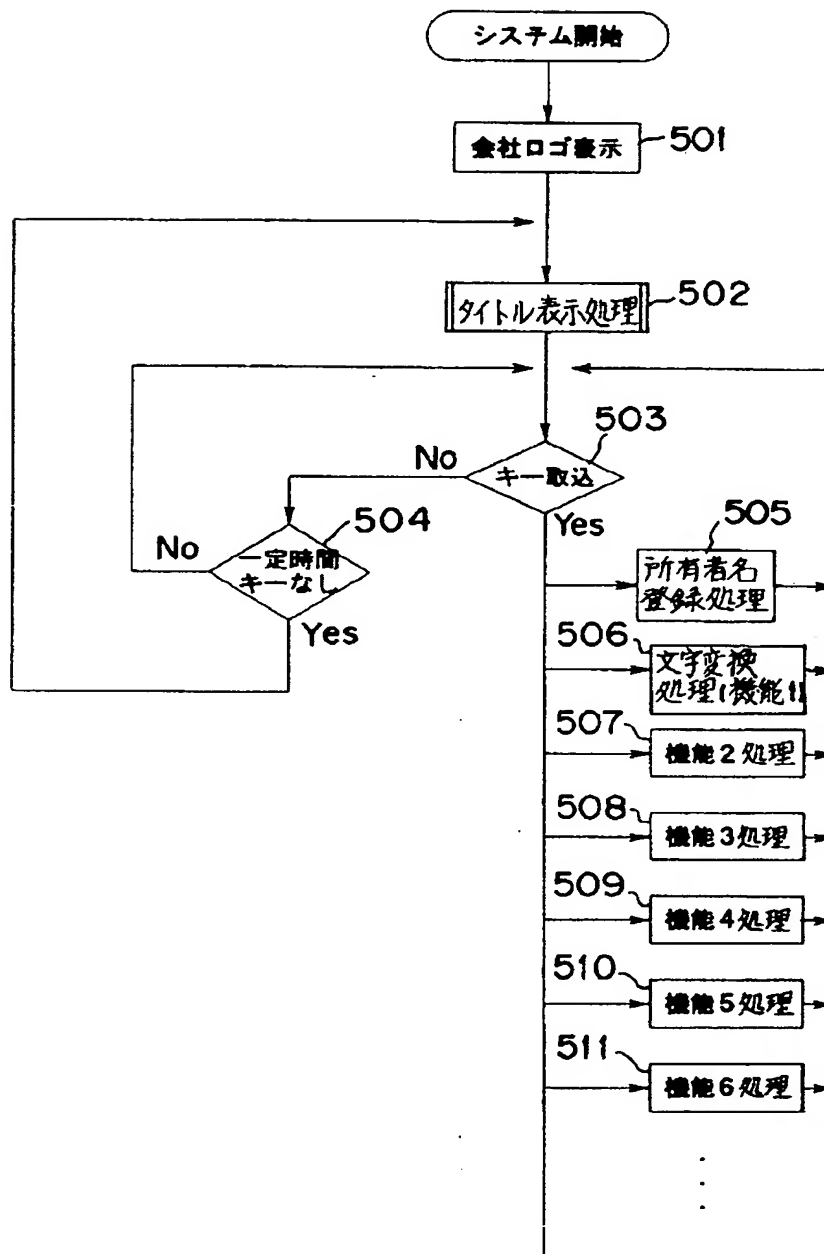 システム開始
会社ロゴ表示
501
タイトル表示処理
502
503
キー取込
No
Yes
504
一定時間
キーなし
No
Yes
505
所有者名
登録処理
506
文字変換
処理(機能1)
507
機能2処理
508
機能3処理
509
機能4処理
510
機能5処理
511
機能6処理